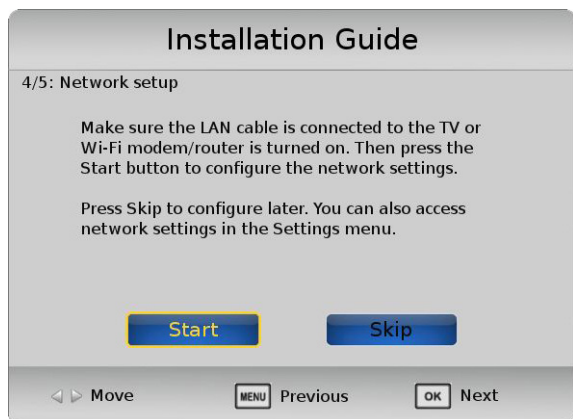 Installation Guide
4/5: Network setup
Make sure the LAN cable is connected to the TV or
Wi-Fi modem/router is turned on. Then press the
Start button to configure the network settings.
Press Skip to configure later. You can also access
network settings in the Settings menu.
Start Skip
Move MENU Previous OK Next